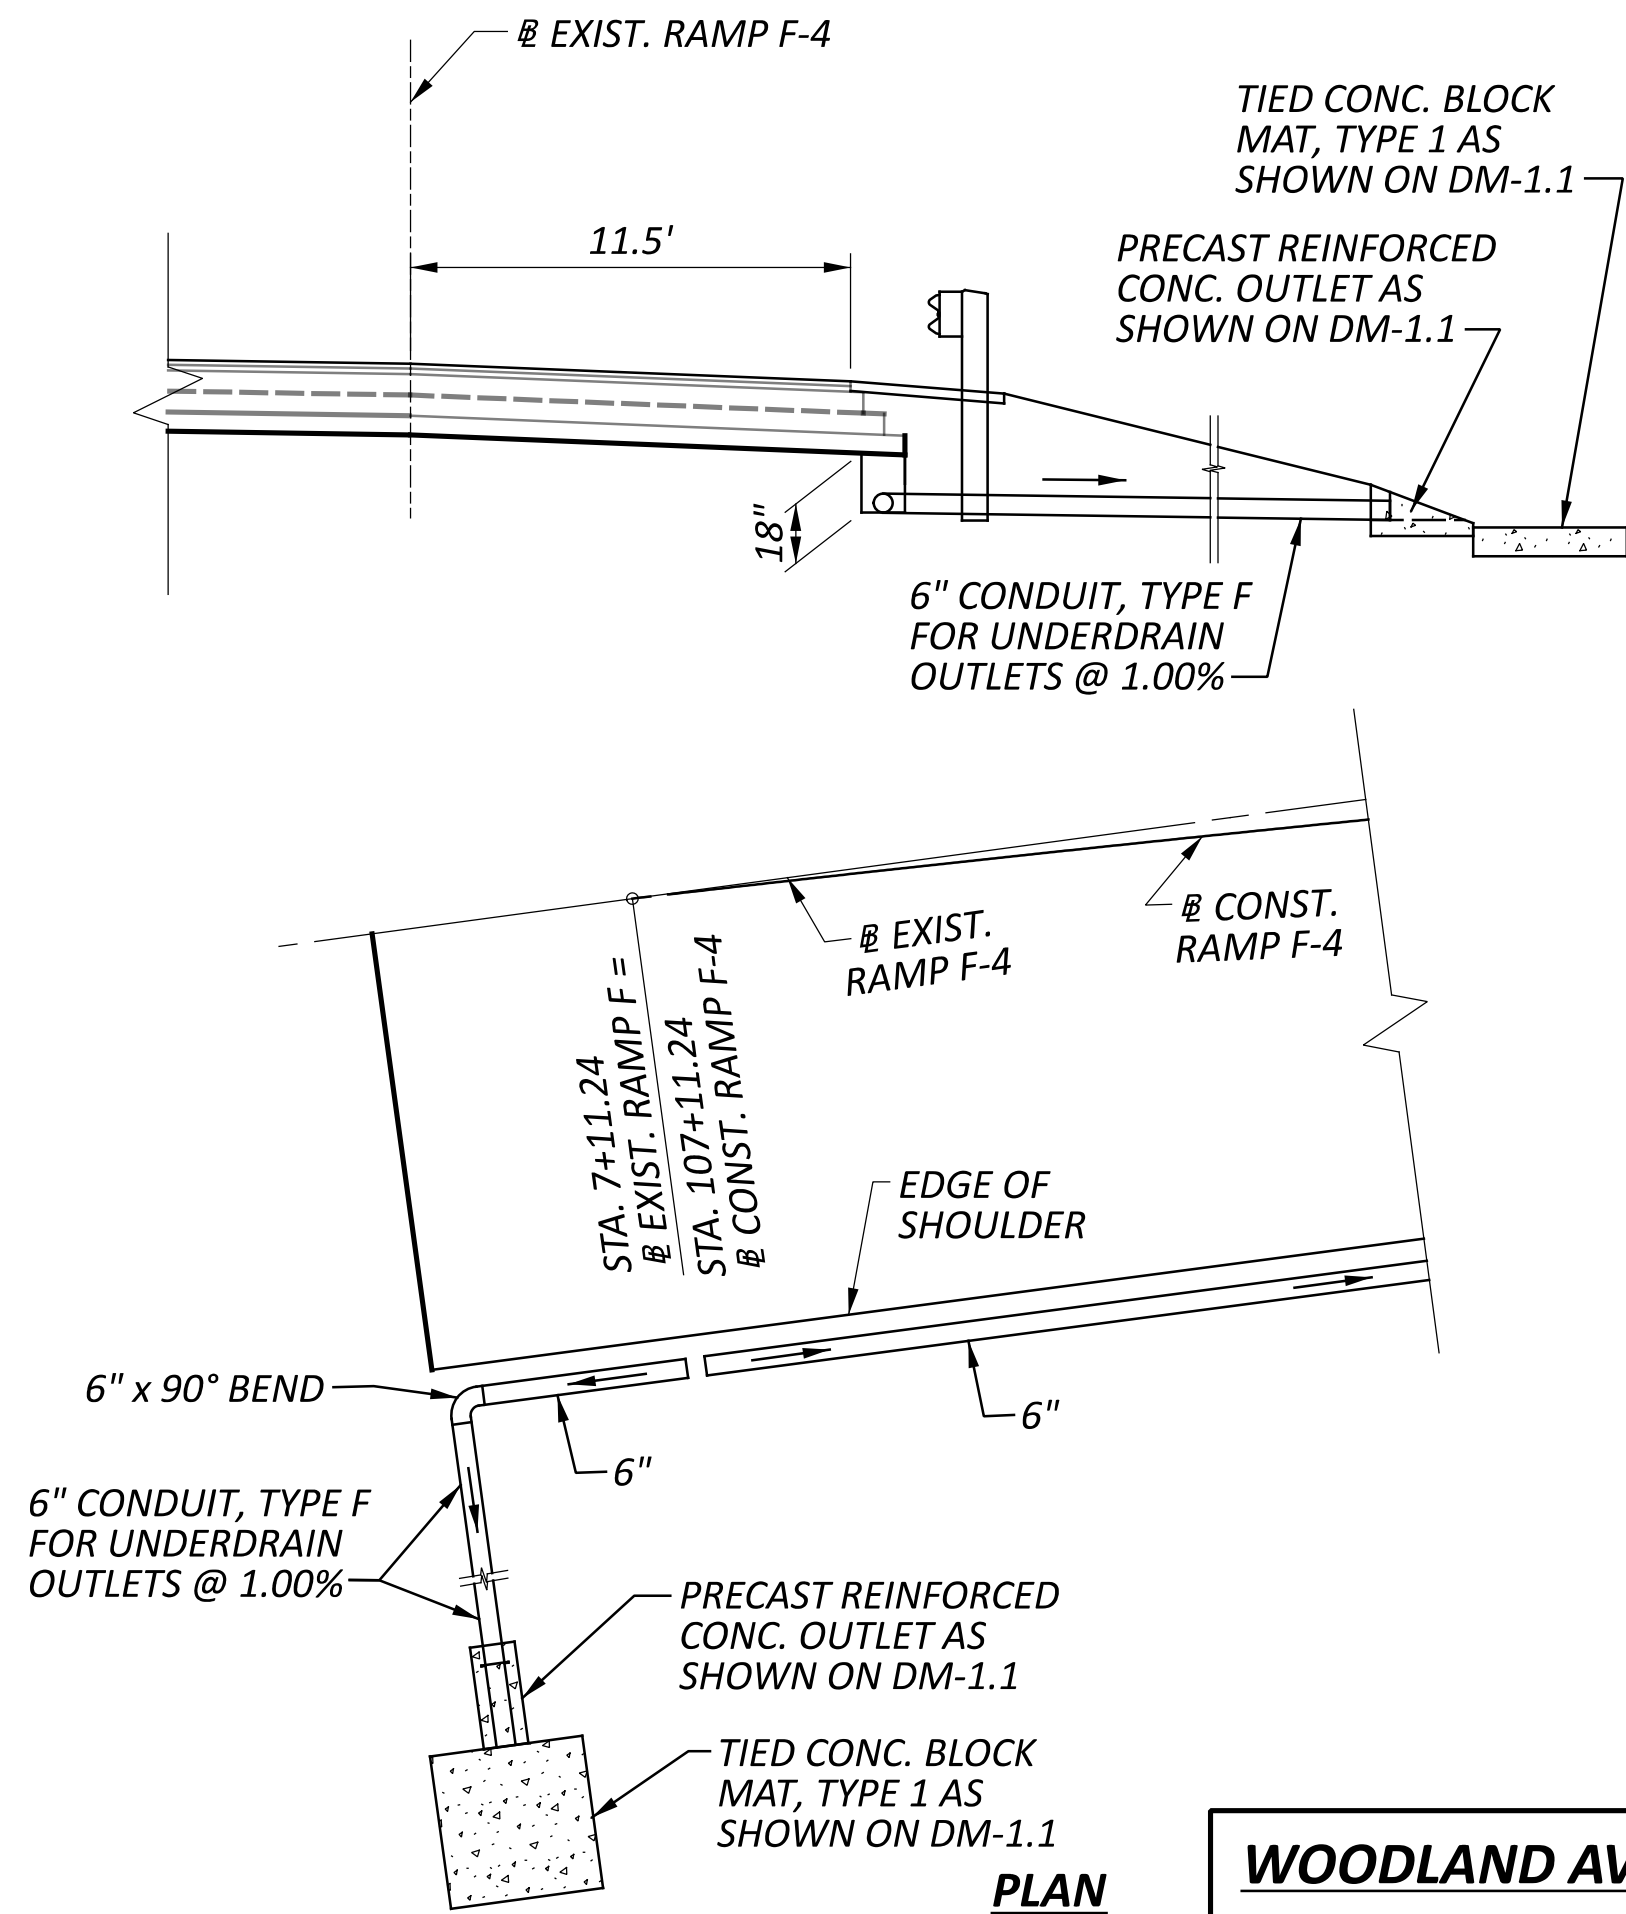 ℄ EXIST. RAMP F-4
TIED CONC. BLOCK
MAT, TYPE 1 AS
SHOWN ON DM-1.1
11.5'
PRECAST REINFORCED
CONC. OUTLET AS
SHOWN ON DM-1.1
18"
6" CONDUIT, TYPE F
FOR UNDERDRAIN
OUTLETS @ 1.00%
BL EXIST.
RAMP F-4
BL CONST.
RAMP F-4
STA. 7+11.24
BL EXIST. RAMP F =
STA. 107+11.24
BL CONST. RAMP F-4
EDGE OF
SHOULDER
6" x 90° BEND
6"
6"
6" CONDUIT, TYPE F
FOR UNDERDRAIN
OUTLETS @ 1.00%
PRECAST REINFORCED
CONC. OUTLET AS
SHOWN ON DM-1.1
TIED CONC. BLOCK
MAT, TYPE 1 AS
SHOWN ON DM-1.1
PLAN
WOODLAND AV